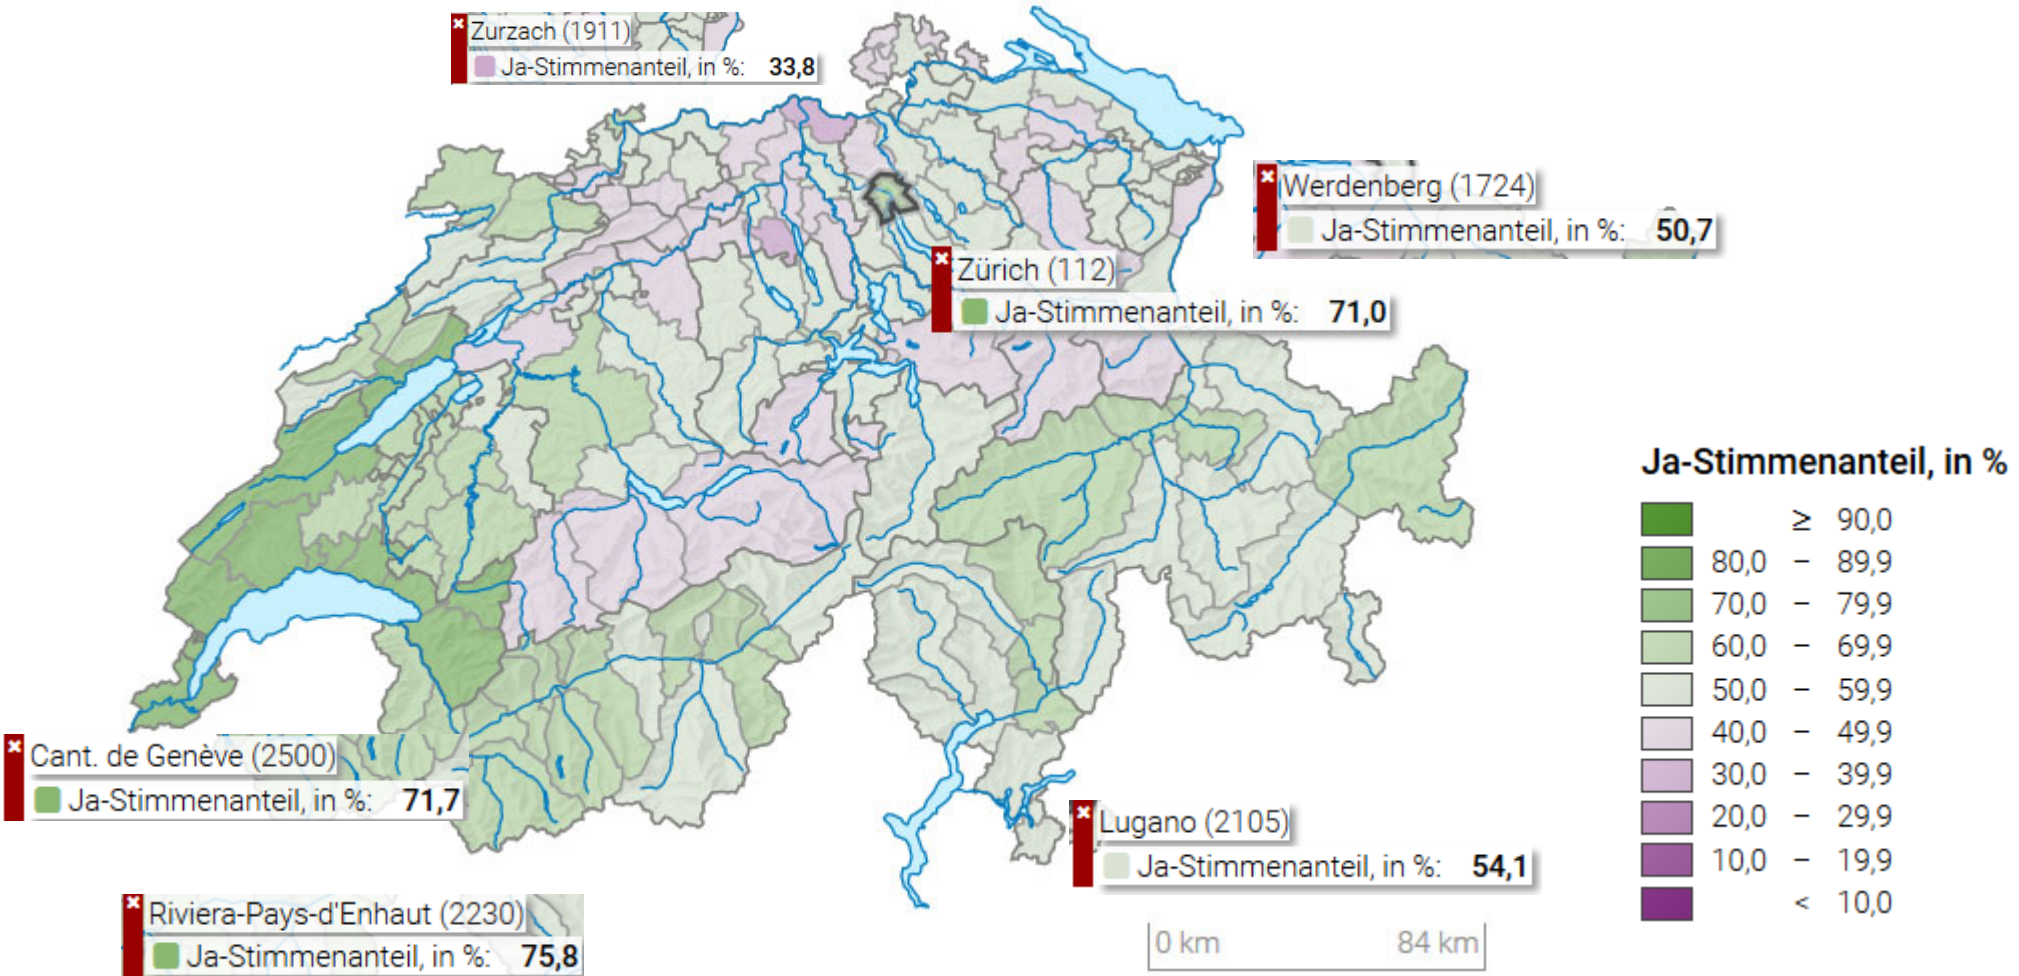 Zurzach (1911)
Ja-Stimmenanteil, in %: 33,8
Werdenberg (1724)
Ja-Stimmenanteil, in %: 50,7
Zürich (112)
Ja-Stimmenanteil, in %: 71,0
Cant. de Genève (2500)
Ja-Stimmenanteil, in %: 71,7
Lugano (2105)
Ja-Stimmenanteil, in %: 54,1
Riviera-Pays-d'Enhaut (2230)
Ja-Stimmenanteil, in %: 75,8
0 km 84 km
Ja-Stimmenanteil, in %
≥ 90,0
80,0 – 89,9
70,0 – 79,9
60,0 – 69,9
50,0 – 59,9
40,0 – 49,9
30,0 – 39,9
20,0 – 29,9
10,0 – 19,9
< 10,0